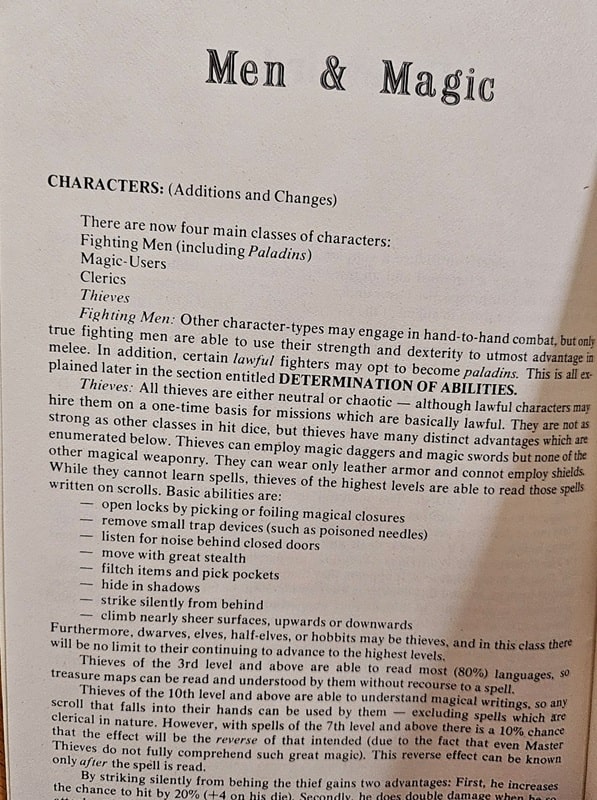 Men & Magic
CHARACTERS: (Additions and Changes)
There are now four main classes of characters:
Fighting Men (including Paladins)
Magic-Users
Clerics
Thieves
Fighting Men: Other character-types may engage in hand-to-hand combat, but only
true fighting men are able to use their strength and dexterity to utmost advantage in
melee. In addition, certain lawful fighters may opt to become paladins. This is all ex-
plained later in the section entitled DETERMINATION OF ABILITIES.
Thieves: All thieves are either neutral or chaotic — although lawful characters may
hire them on a one-time basis for missions which are basically lawful. They are not as
strong as other classes in hit dice, but thieves have many distinct advantages which are
enumerated below. Thieves can employ magic daggers and magic swords but none of the
other magical weaponry. They can wear only leather armor and connot employ shields.
While they cannot learn spells, thieves of the highest levels are able to read those spells
written on scrolls. Basic abilities are:
— open locks by picking or foiling magical closures
— remove small trap devices (such as poisoned needles)
— listen for noise behind closed doors
— move with great stealth
— filtch items and pick pockets
— hide in shadows
— strike silently from behind
— climb nearly sheer surfaces, upwards or downwards
Furthermore, dwarves, elves, half-elves, or hobbits may be thieves, and in this class there
will be no limit to their continuing to advance to the highest levels.
Thieves of the 3rd level and above are able to read most (80%) languages, so
treasure maps can be read and understood by them without recourse to a spell.
Thieves of the 10th level and above are able to understand magical writings, so any
scroll that falls into their hands can be used by them — excluding spells which are
clerical in nature. However, with spells of the 7th level and above there is a 10% chance
that the effect will be the reverse of that intended (due to the fact that even Master
Thieves do not fully comprehend such great magic). This reverse effect can be known
only after the spell is read.
By striking silently from behing the thief gains two advantages: First, he increases
the chance to hit by 20% (+4 on his die). Secondly, he does double damage when he so